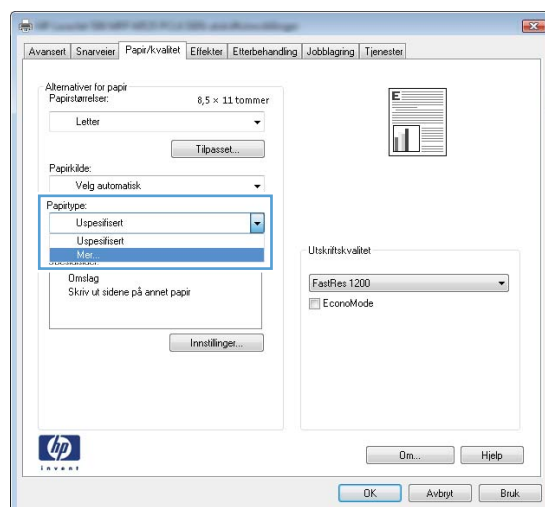 Avansert Snarveier Papir/kvalitet Effekter Etterbehandling Jobblagring Tjenester
Alternativer for papir
Papirstørrelser: 8,5 × 11 tommer
Letter
Tilpasset...
Papirkilde:
Velg automatisk
Papirtype:
Uspesifisert
Uspesifisert
Mer...
Omslag
Skriv ut sidene på annet papir
Innstillinger...
E
Utskriftskvalitet
FastRes 1200
EconoMode
hp
invent
Om... Hjelp
OK Avbryt Bruk